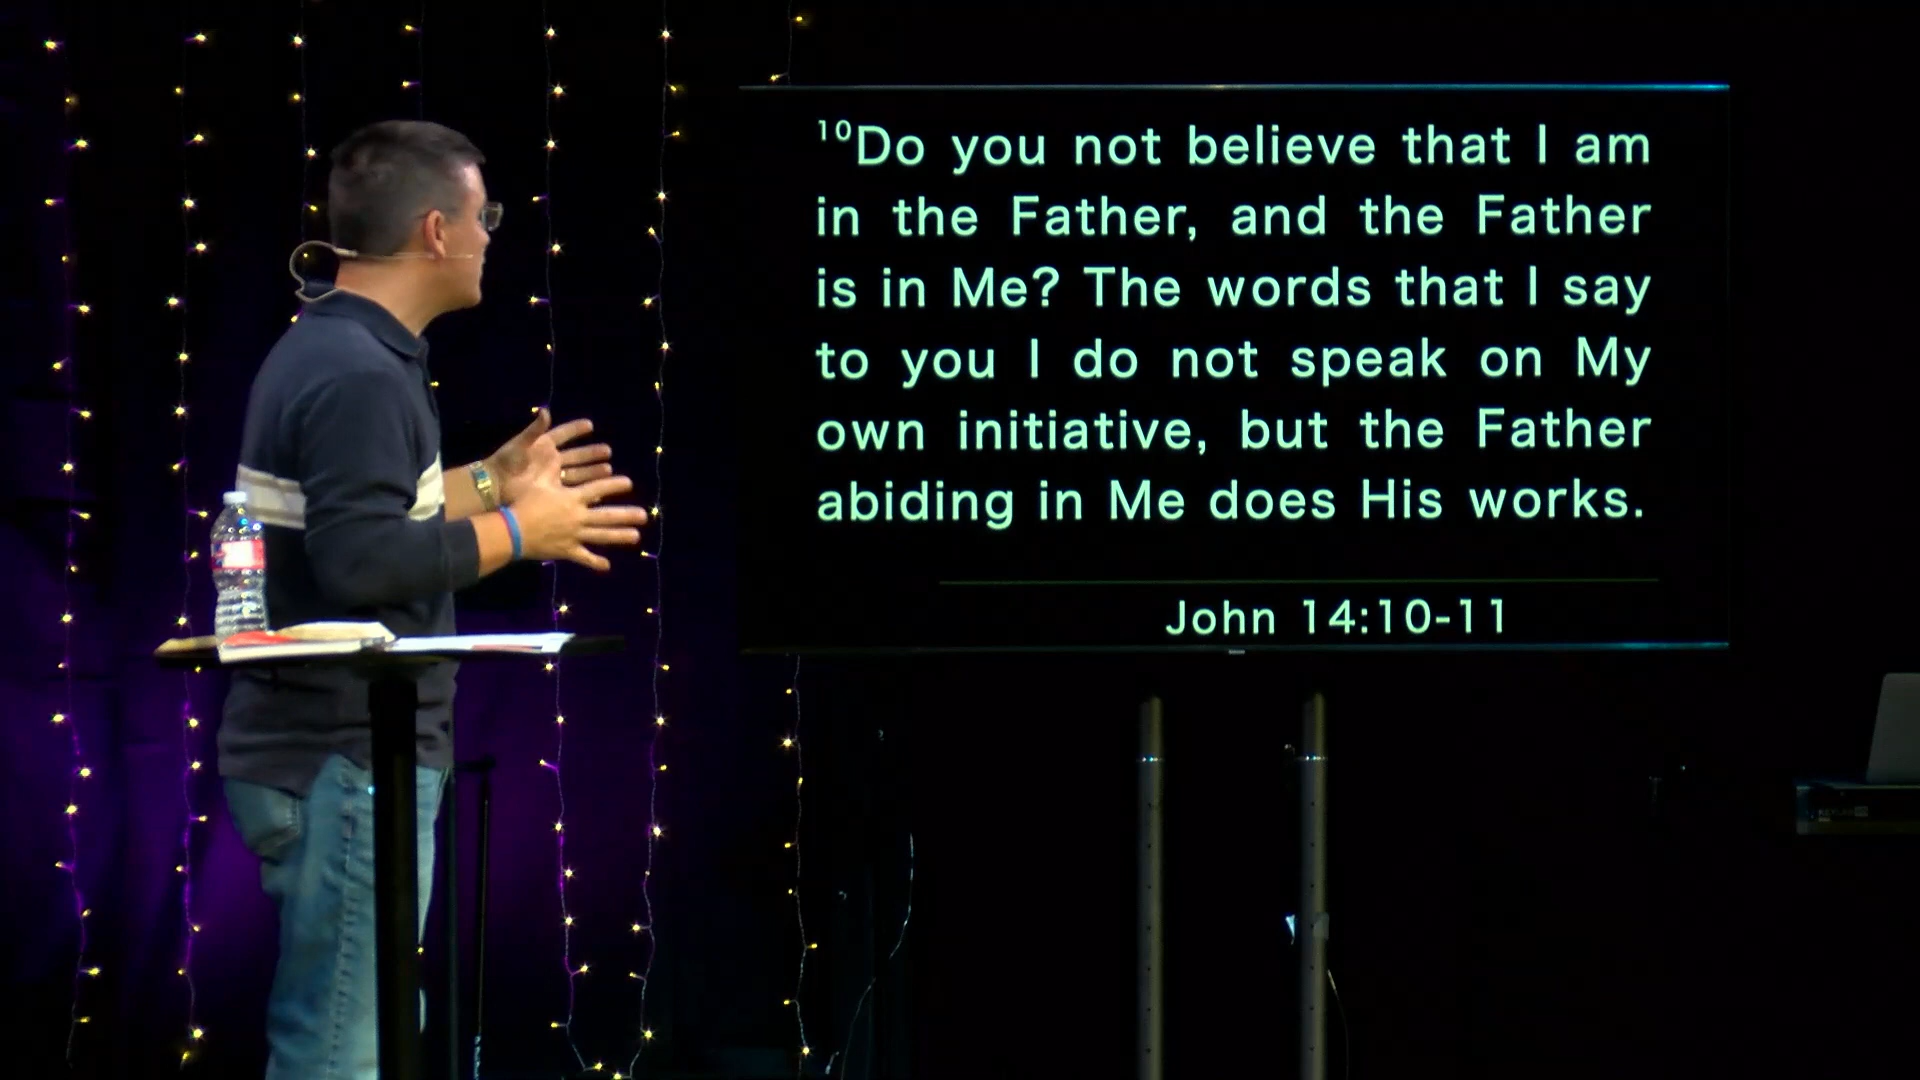 ¹⁰Do you not believe that I am
in the Father, and the Father
is in Me? The words that I say
to you I do not speak on My
own initiative, but the Father
abiding in Me does His works.
John 14:10-11